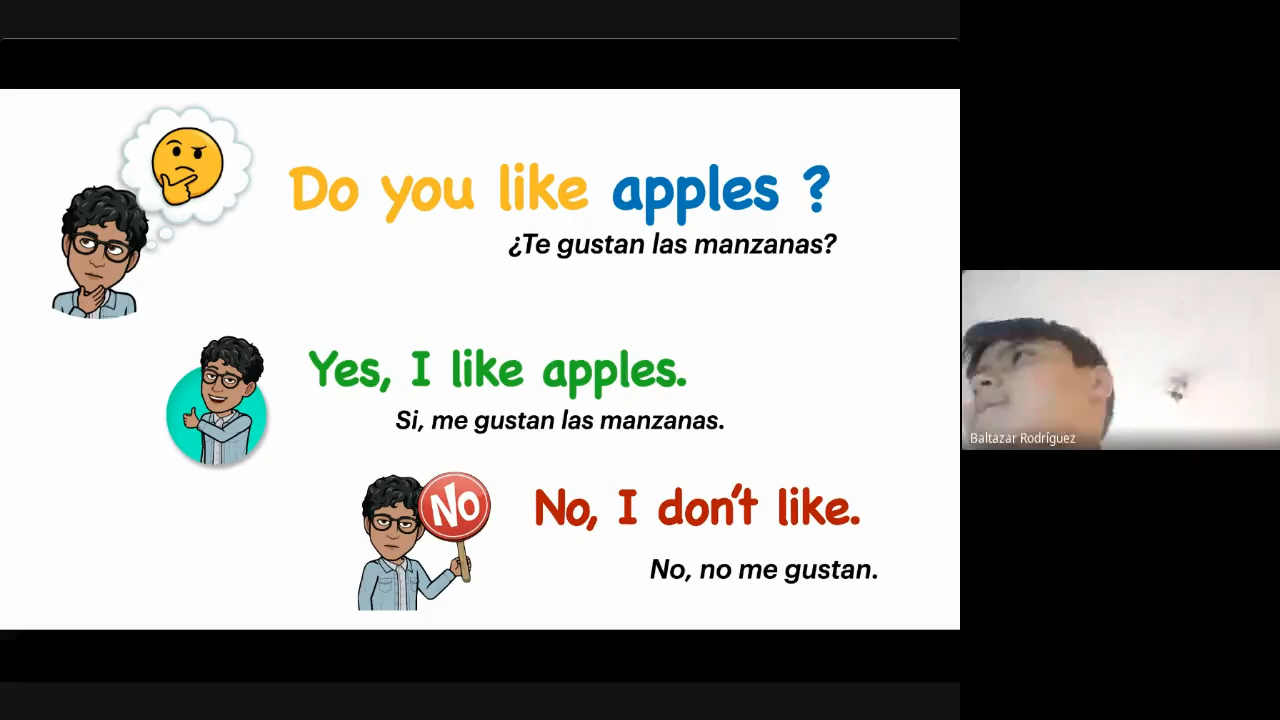 Do you like apples ?
¿Te gustan las manzanas?
Yes, I like apples.
Si, me gustan las manzanas.
NO
No, I don't like.
No, no me gustan.
Baltazar Rodríguez